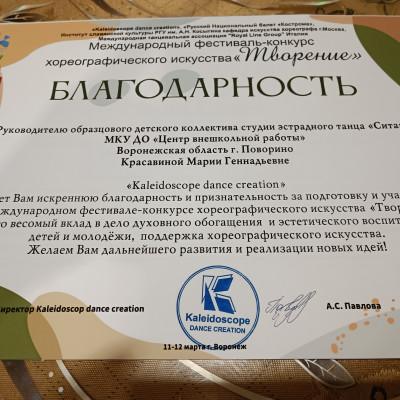 «Kaleidoscope dance creation», «Русский Национальный балет «Кострома»,
Институт славянской культуры РГУ им. А.Н. Косыгина кафедра искусства хореографа г.Москва,
Международная танцевальная ассоциация "Royal Line Group" Италия
Международный фестиваль-конкурс
хореографического искусства «Творение»
БЛАГОДАРНОСТЬ
Руководителю образцового детского коллектива студии эстрадного танца «Сита
МКУ ДО «Центр внешкольной работы»
Воронежская область г. Поворино
Красавиной Марии Геннадьевне
«Kaleidoscope dance creation»
ет Вам искреннюю благодарность и признательность за подготовку и уча
ждународном фестивале-конкурсе хореографического искусства «Твор
о весомый вклад в дело духовного обогащения и эстетического воспит
детей и молодёжи, поддержка хореографического искусства.
Желаем Вам дальнейшего развития и реализации новых идей!
иректор Kaleidoscop dance creation
Kaleidoscope
DANCE CREATION
А.С. Павлова
11-12 марта г. Воронеж